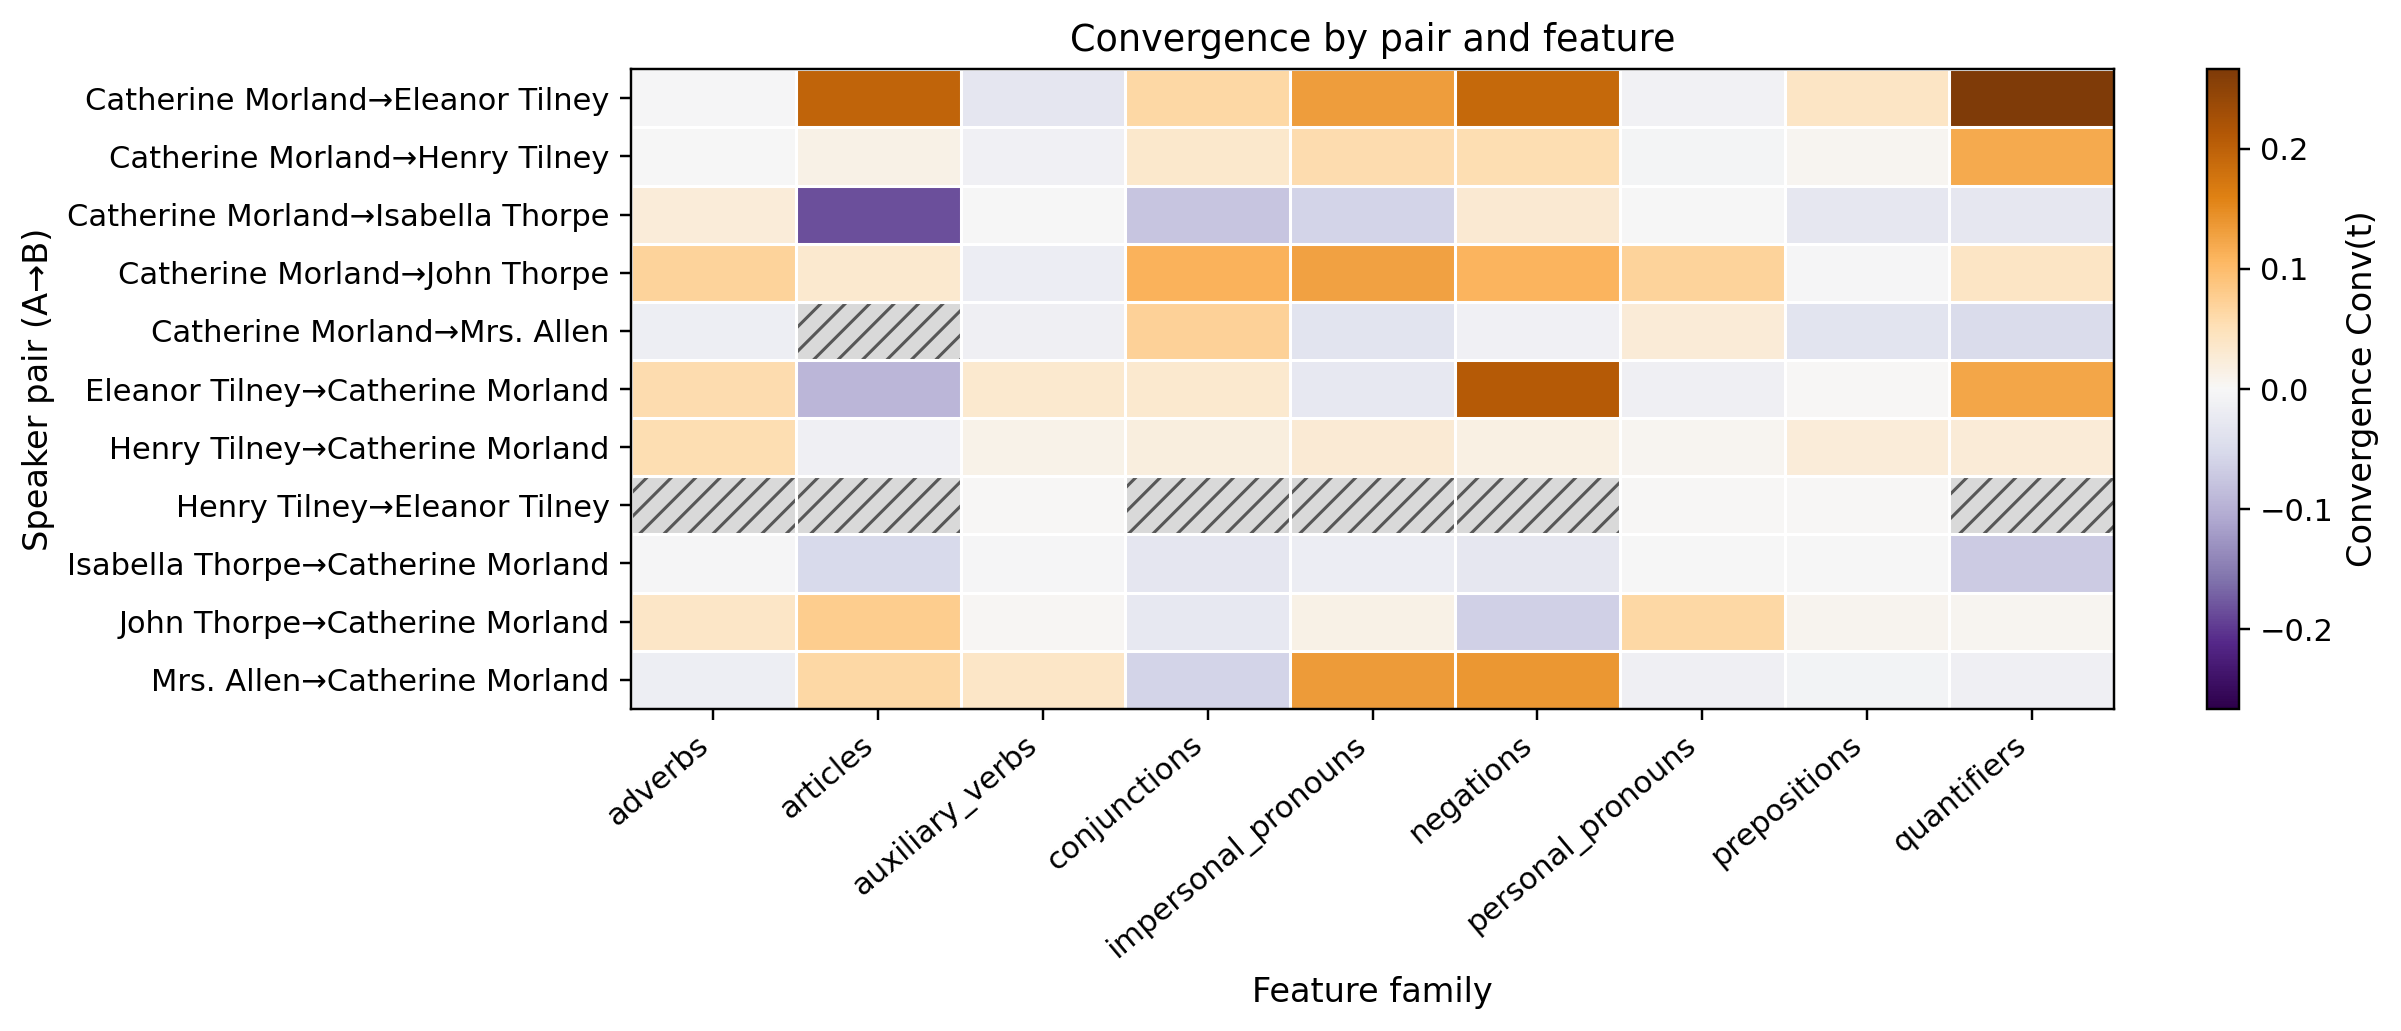 Convergence by pair and feature
Speaker pair (A→B)
Catherine Morland→Eleanor Tilney
Catherine Morland→Henry Tilney
Catherine Morland→Isabella Thorpe
Catherine Morland→John Thorpe
Catherine Morland→Mrs. Allen
Eleanor Tilney→Catherine Morland
Henry Tilney→Catherine Morland
Henry Tilney→Eleanor Tilney
Isabella Thorpe→Catherine Morland
John Thorpe→Catherine Morland
Mrs. Allen→Catherine Morland
adverbs
articles
auxiliary_verbs
conjunctions
impersonal_pronouns
negations
personal_pronouns
prepositions
quantifiers
Feature family
0.2
0.1
0.0
−0.1
−0.2
Convergence Conv(t)